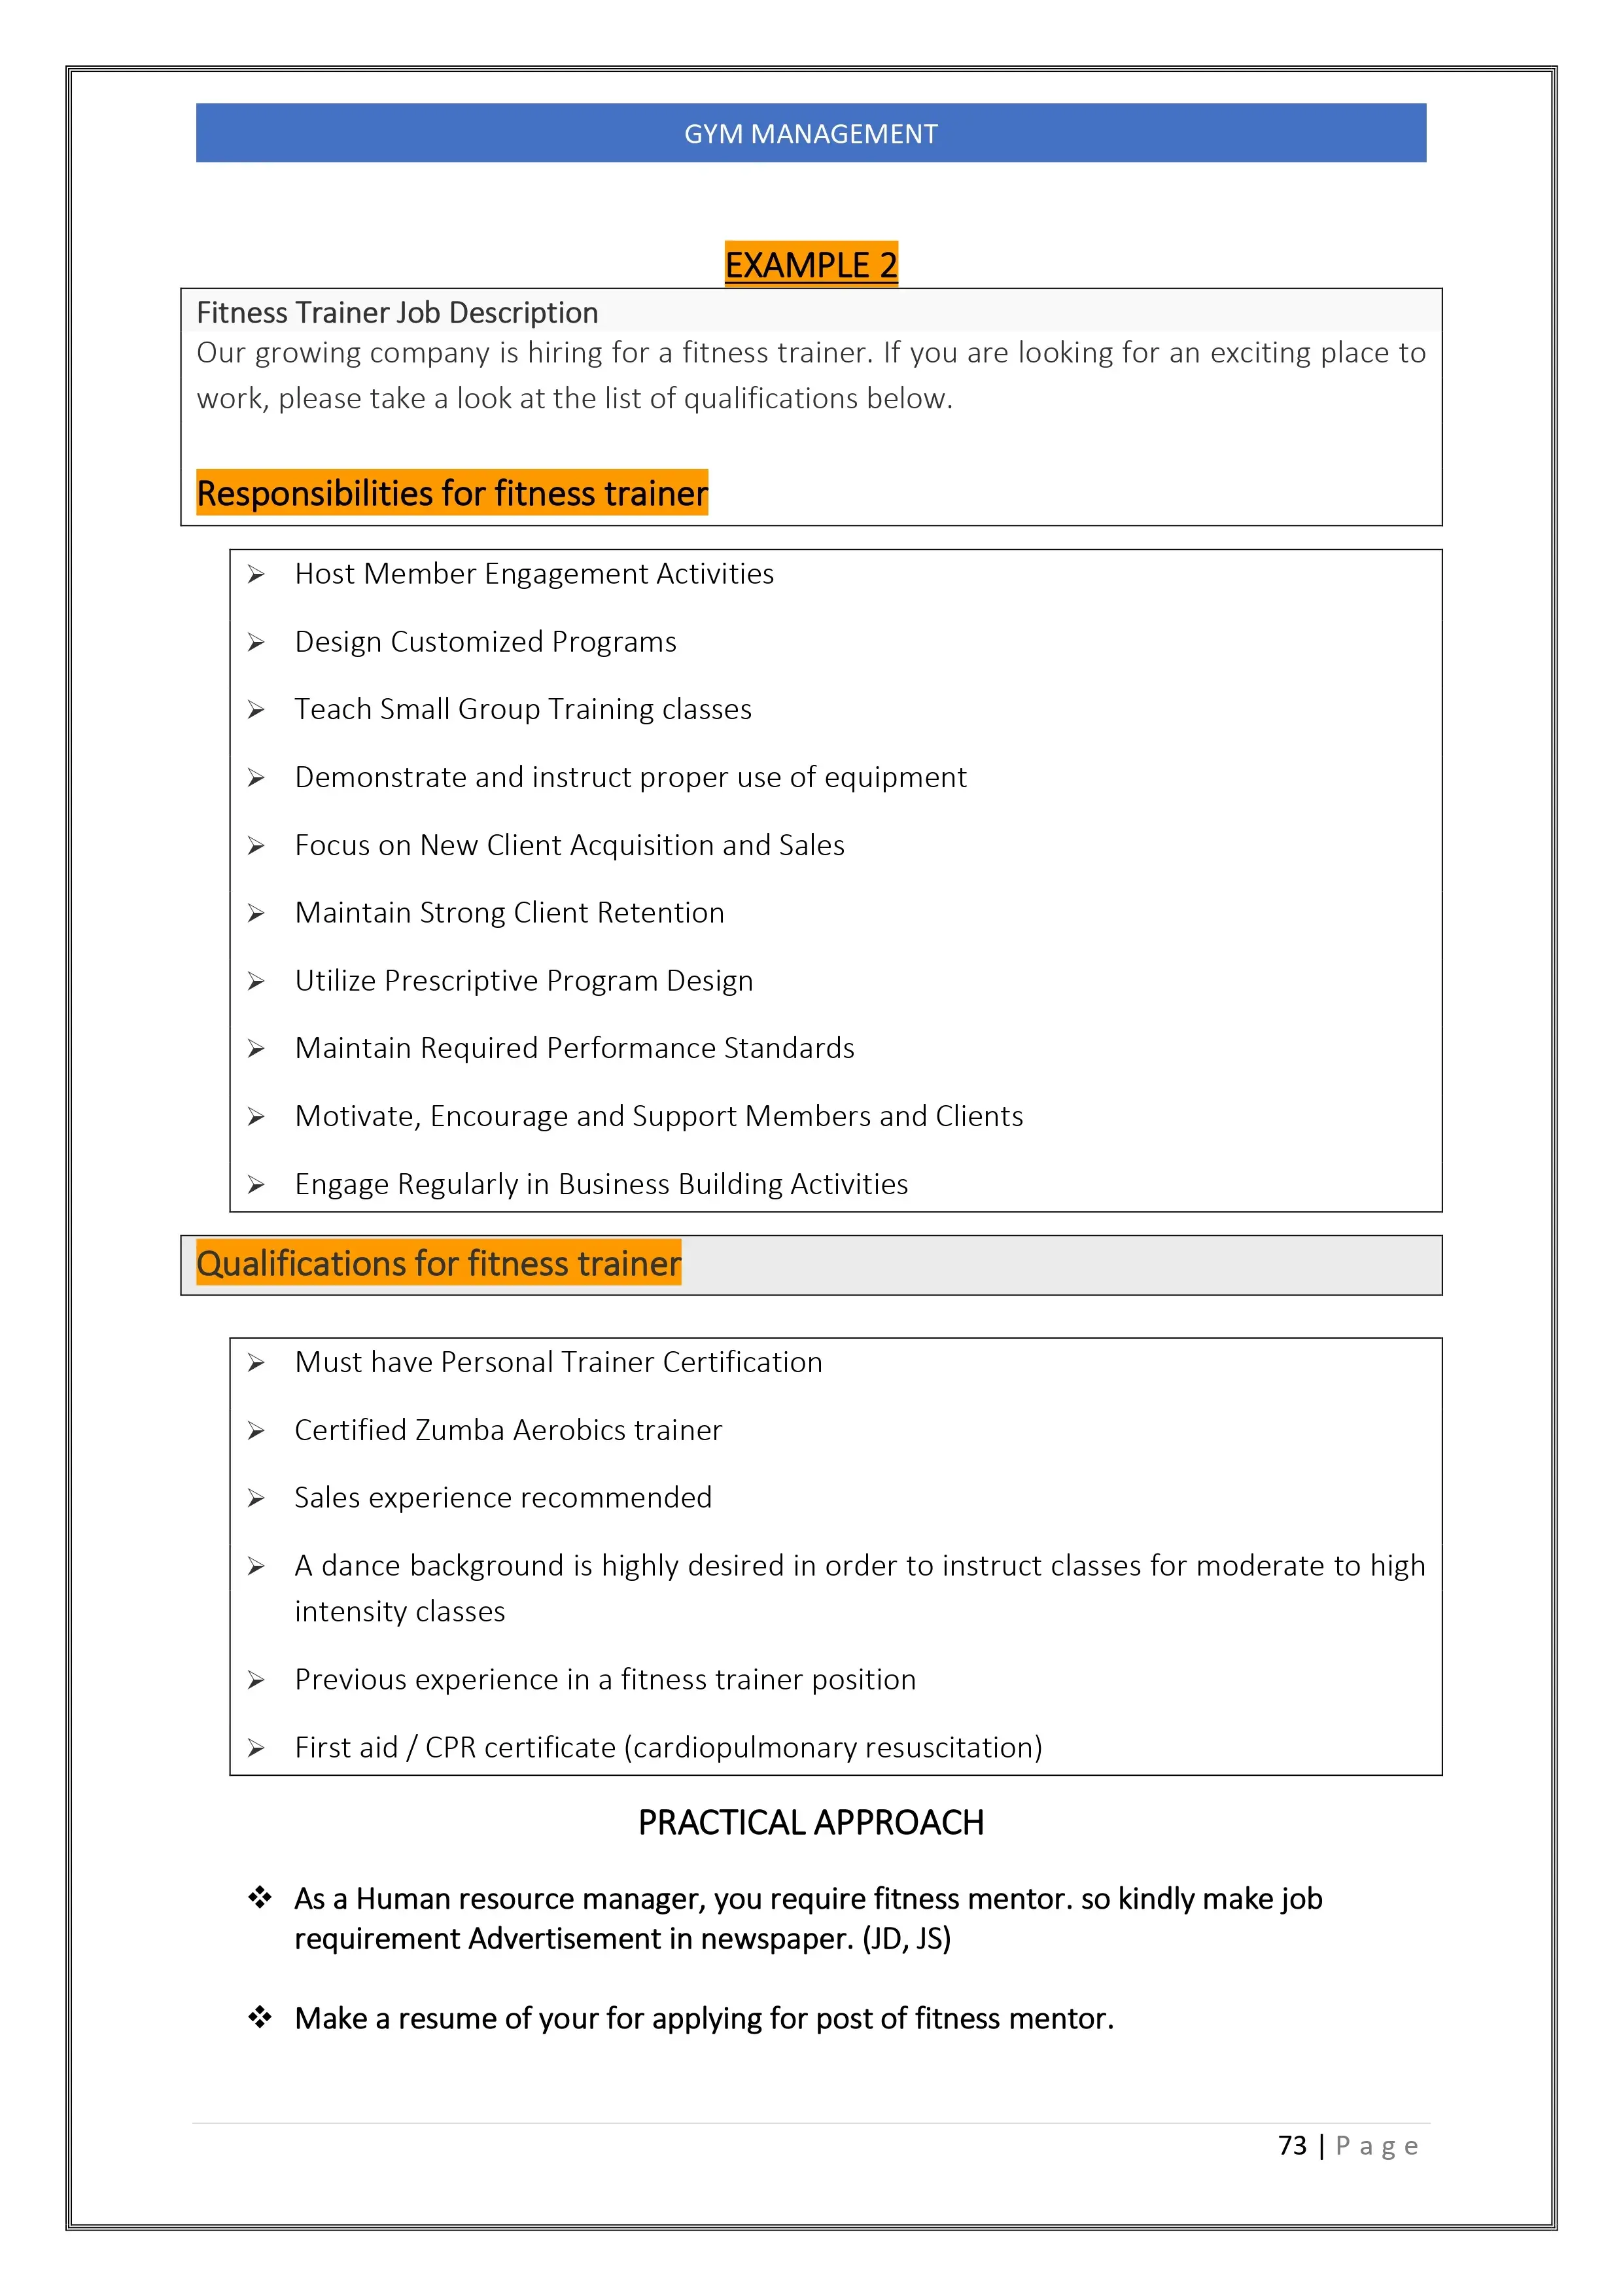 GYM MANAGEMENT
EXAMPLE 2
Fitness Trainer Job Description
Our growing company is hiring for a fitness trainer. If you are looking for an exciting place to
work, please take a look at the list of qualifications below.
Responsibilities for fitness trainer
Host Member Engagement Activities
Design Customized Programs
Teach Small Group Training classes
Demonstrate and instruct proper use of equipment
Focus on New Client Acquisition and Sales
Maintain Strong Client Retention
Utilize Prescriptive Program Design
Maintain Required Performance Standards
Motivate, Encourage and Support Members and Clients
Engage Regularly in Business Building Activities
Qualifications for fitness trainer
Must have Personal Trainer Certification
Certified Zumba Aerobics trainer
Sales experience recommended
A dance background is highly desired in order to instruct classes for moderate to high
intensity classes
Previous experience in a fitness trainer position
First aid / CPR certificate (cardiopulmonary resuscitation)
PRACTICAL APPROACH
As a Human resource manager, you require fitness mentor. so kindly make job
requirement Advertisement in newspaper. (JD, JS)
Make a resume of your for applying for post of fitness mentor.
73 | Page